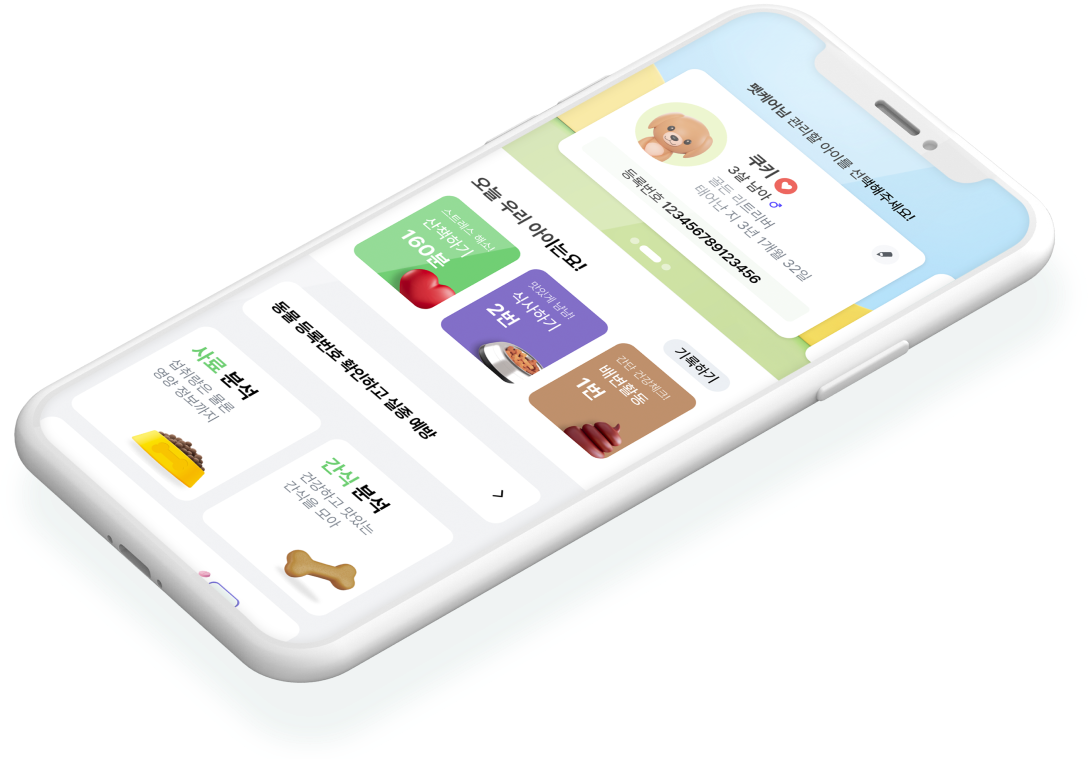 펫케어님 관리할 아이를 선택해주세요!
쿠키
3살 남아
골든 리트리버
태어난 지 3년 1개월 32일
등록번호 123456789123456
오늘 우리 아이는요!
기록하기
스트레스 해소!
산책하기
160분
맛있게 냠냠!
식사하기
2번
간단 건강체크!
배변활동
1번
동물 등록번호 확인하고 실종 예방
사료 분석
섭취량은 물론
영양 정보까지
간식 분석
건강하고 맛있는
간식을 모아